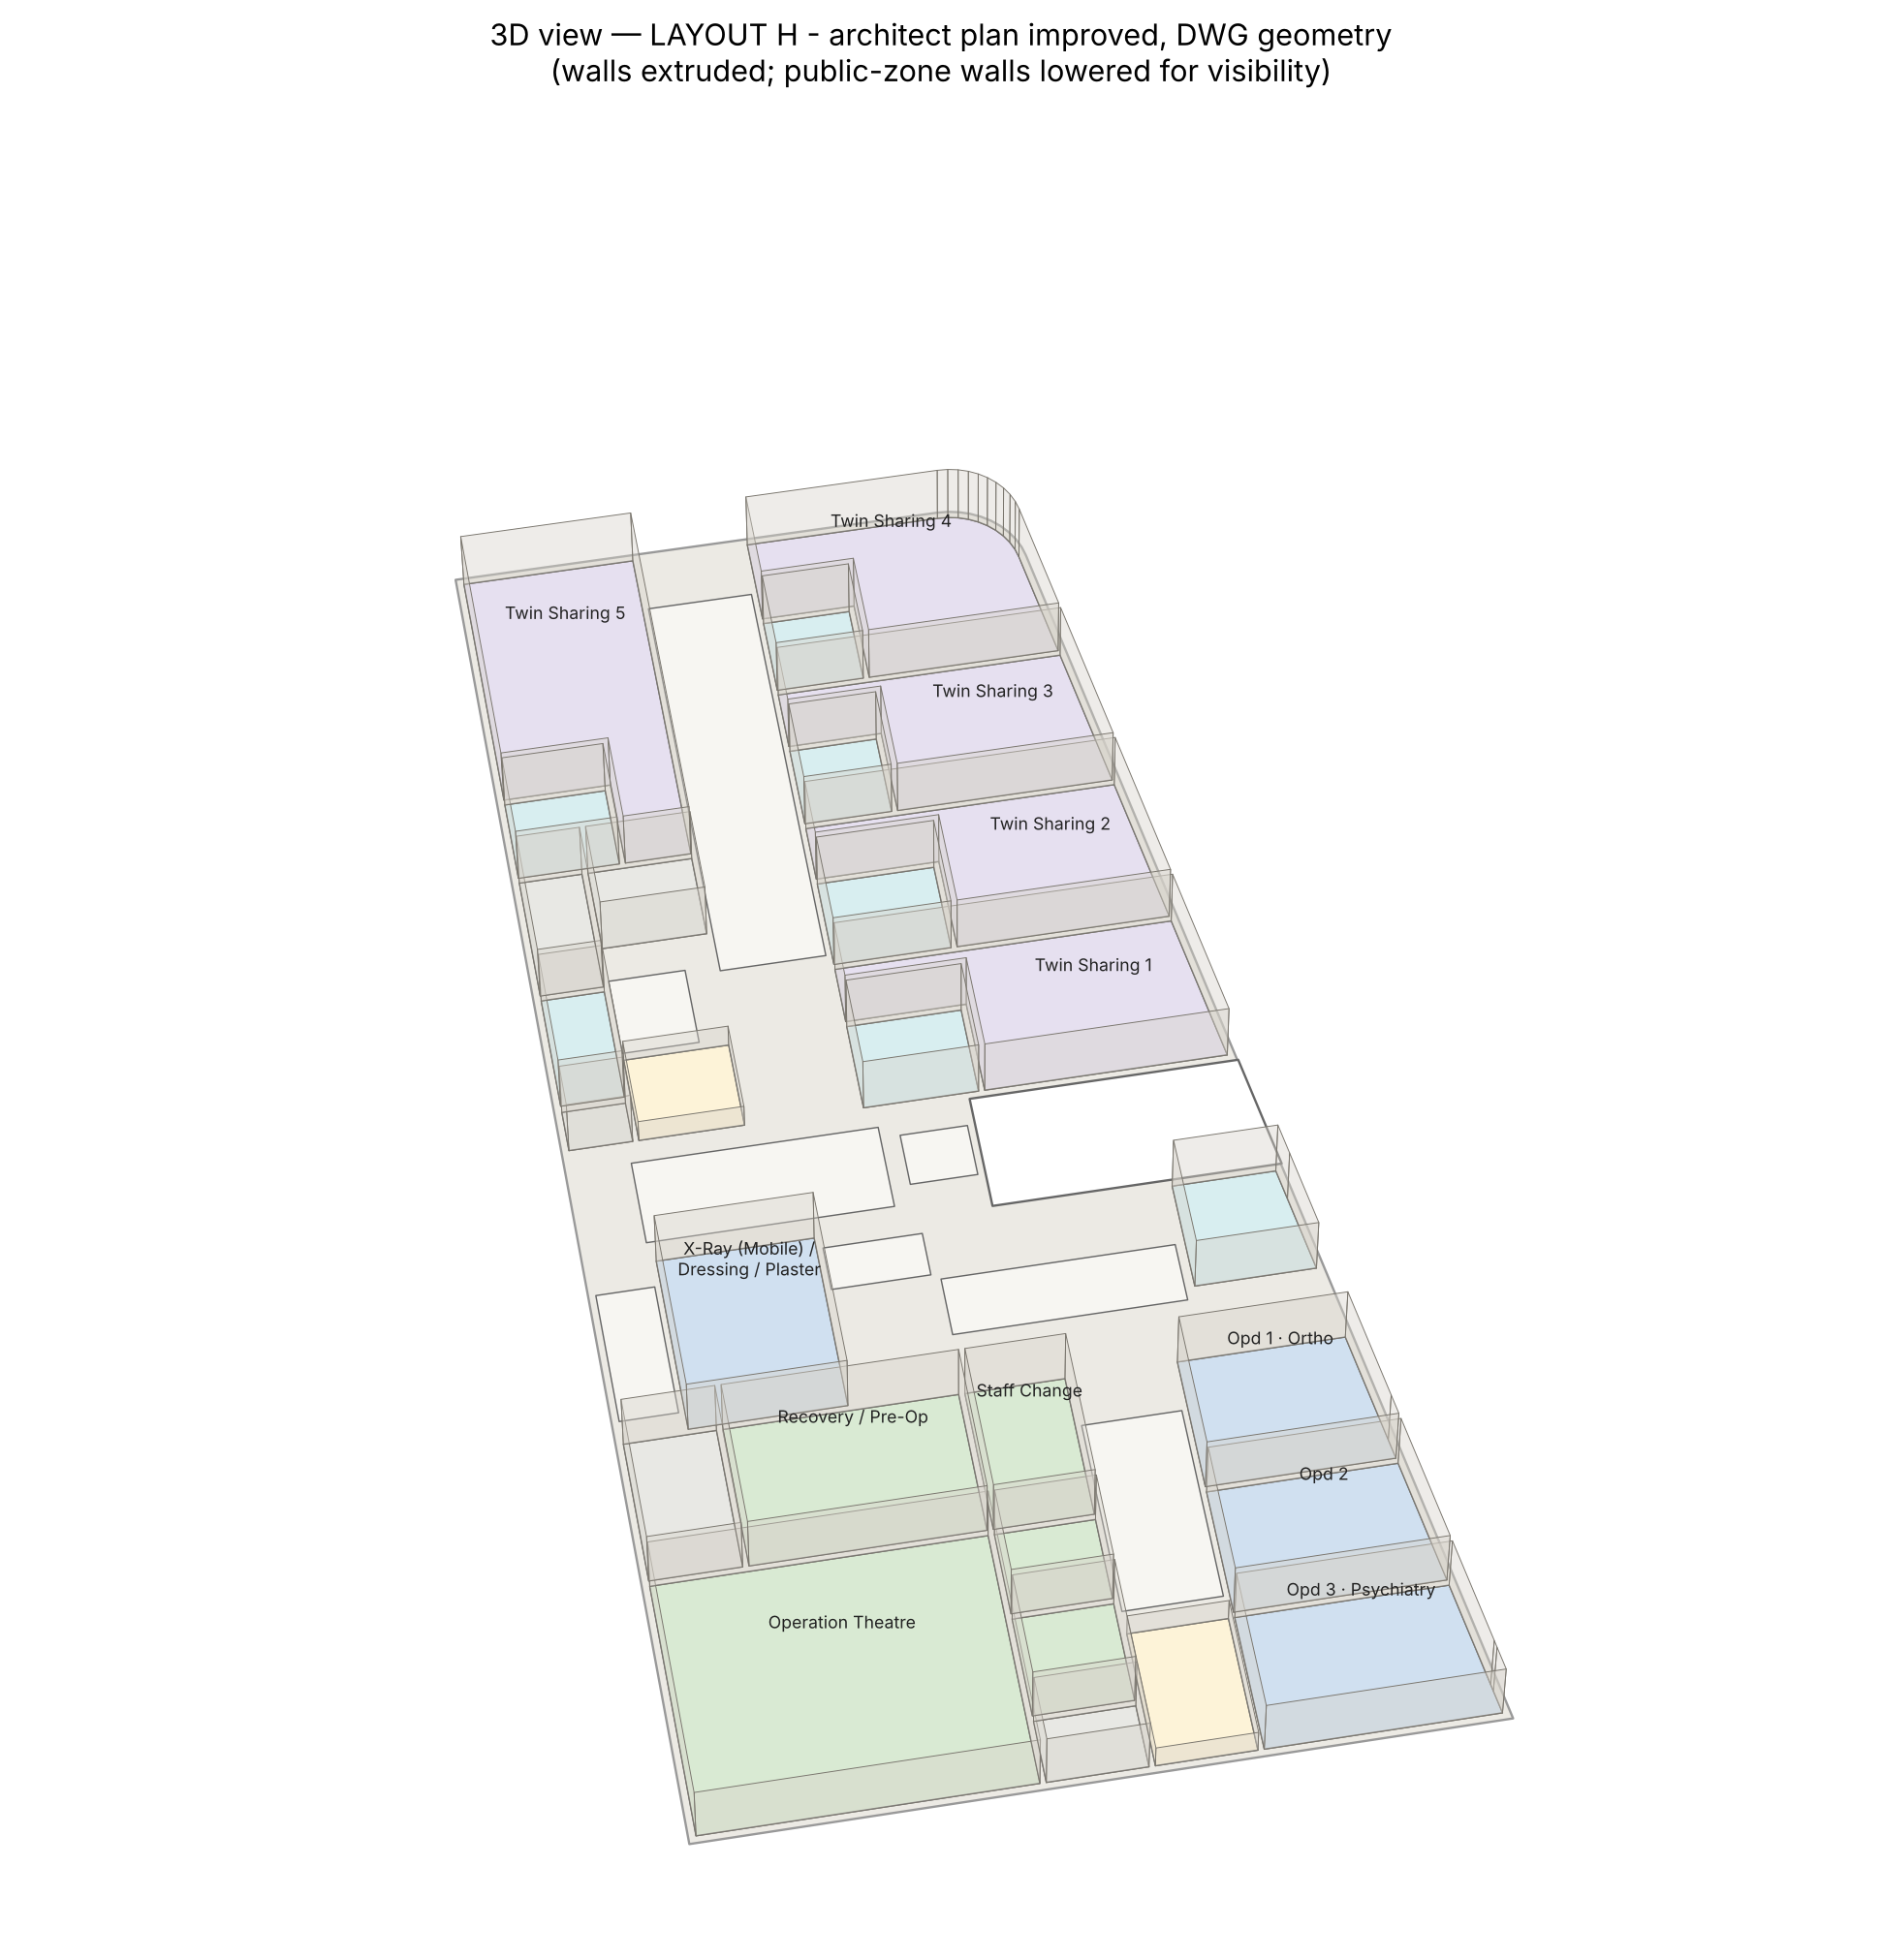 3D view — LAYOUT H - architect plan improved, DWG geometry
(walls extruded; public-zone walls lowered for visibility)
Twin Sharing 4
Twin Sharing 5
Twin Sharing 3
Twin Sharing 2
Twin Sharing 1
X-Ray (Mobile) /
Dressing / Plaster
Opd 1 · Ortho
Staff Change
Recovery / Pre-Op
Opd 2
Opd 3 · Psychiatry
Operation Theatre